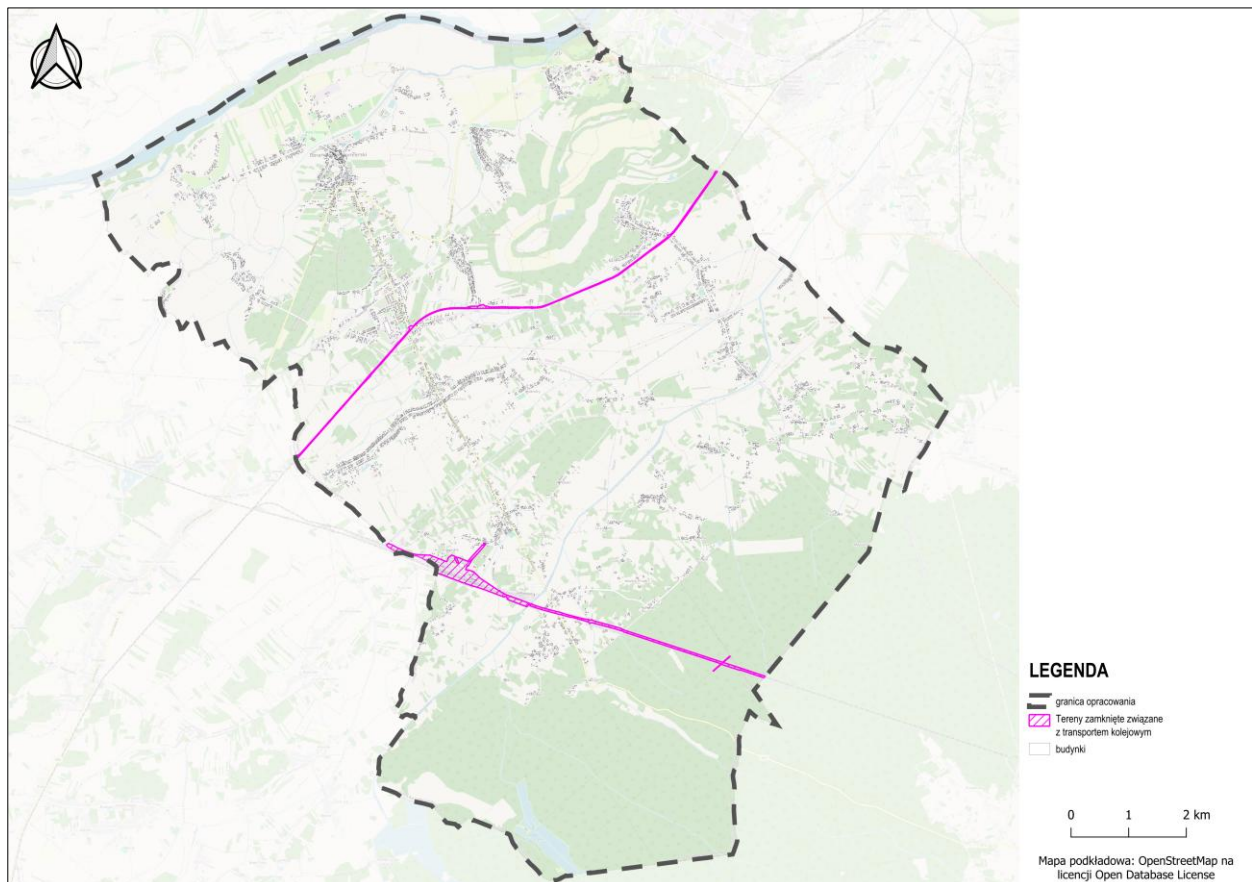 LEGENDA
granica opracowania
Tereny zamknięte związane
z transportem kolejowym
budynki
0 1 2 km
Mapa podkładowa: OpenStreetMap na
licencji Open Database License